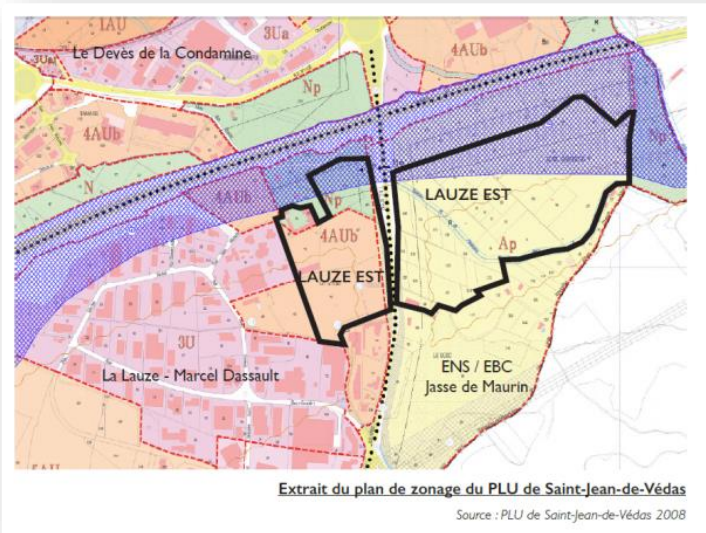 1AU
3Ua
Le Devès de la Condamine
3Ua
4AUb
Np
4AUb
Np
N
4AUb
Np
LAUZE EST
4AUb
Ap
LAUZE EST
3U
La Lauze - Marcel Dassault
ENS / EBC
Jasse de Maurin
Extrait du plan de zonage du PLU de Saint-Jean-de-Védas
Source : PLU de Saint-Jean-de-Védas 2008